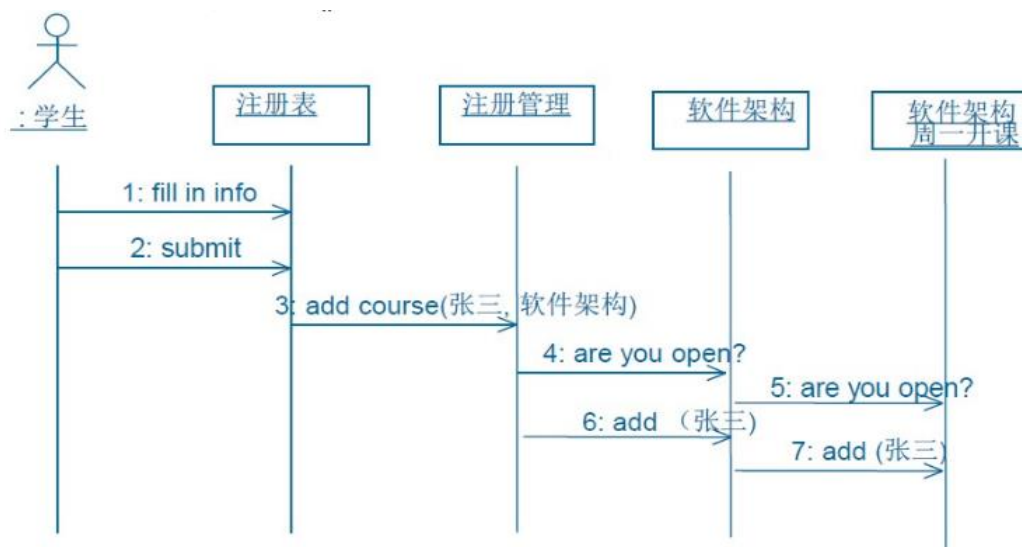 : 学生
注册表
注册管理
软件架构
软件架构
周一开课
1: fill in info
2: submit
3: add course(张三, 软件架构)
4: are you open?
5: are you open?
6: add （张三)
7: add (张三)